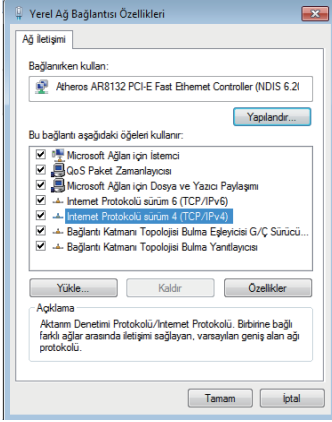 Yerel Ağ Bağlantısı Özellikleri
Ağ İletişimi
Bağlanırken kullan:
Atheros AR8132 PCI-E Fast Ethernet Controller (NDIS 6.20
Yapılandır...
Bu bağlantı aşağıdaki öğeleri kullanır:
Microsoft Ağları için İstemci
QoS Paket Zamanlayıcısı
Microsoft Ağları için Dosya ve Yazıcı Paylaşımı
Internet Protokolü sürüm 6 (TCP/IPv6)
Internet Protokolü sürüm 4 (TCP/IPv4)
Bağlantı Katmanı Topolojisi Bulma Eşleyicisi G/Ç Sürücü...
Bağlantı Katmanı Topolojisi Bulma Yanıtlayıcısı
Yükle...
Kaldır
Özellikler
Açıklama
Aktarım Denetimi Protokolü/Internet Protokolü. Birbirine bağlı
farklı ağlar arasında iletişimi sağlayan, varsayılan geniş alan ağı
protokolü.
Tamam
İptal